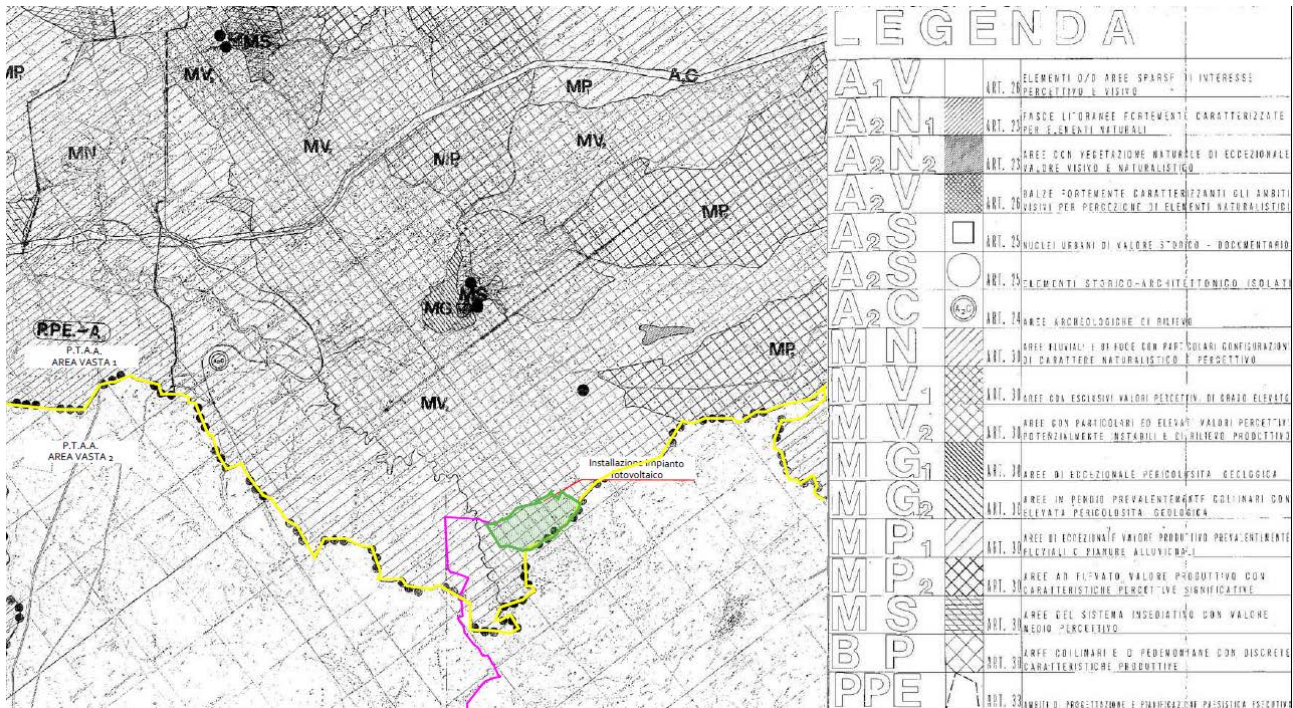 MMS
MP,
MV,
A,C
MP,
MN
MV,
MV,
MP,
MP,
MS
MG
PPE.-A
P.T.A.A.
AREA VASTA 1
MP,
MV,
P.T.A.A.
AREA VASTA 2
Installazione Impianto
fotovoltaico
LEGENDA
A₁V ART. 26 ELEMENTI O/O AREE SPARSE DI INTERESSE
PERCETTIVO E VISIVO
A₂N₁ ART. 23 FASCE LITORANEE FORTEMENTE CARATTERIZZATE
PER ELEMENTI NATURALI
A₂N₂ ART. 23 AREE CON VEGETAZIONE NATURALE DI ECCEZIONALE
VALORE VISIVO E NATURALISTICO
A₂V ART. 26 BALZE FORTEMENTE CARATTERIZZANTI GLI AMBITI
VISIVI PER PERCEZIONE DI ELEMENTI NATURALISTICI
A₂S ART. 25 NUCLEI URBANI DI VALORE STORICO - DOCUMENTARIO
A₂S ART. 25 ELEMENTI STORICO-ARCHITETTONICO ISOLATI
A₂C ART. 24 AREE ARCHEOLOGICHE DI RILIEVO
MN ART. 30 AREE FLUVIALI E DI FOCE CON PARTICOLARI CONFIGURAZIONI
DI CARATTERE NATURALISTICO E PERCETTIVO
MV₁ ART. 30 AREE CON ESCLUSIVI VALORI PERCETTIVI DI GRADO ELEVATO
MV₂ ART. 30 AREE CON PARTICOLARI ED ELEVATI VALORI PERCETTIVI
POTENZIALMENTE INSTABILI E DI RILIEVO PRODUTTIVO
MG₁ ART. 30 AREE DI ECCEZIONALE PERICOLOSITA GEOLOGICA
MG₂ ART. 30 AREE IN PENDIO PREVALENTEMENTE COLLINARI CON
ELEVATA PERICOLOSITA GEOLOGICA
MP₁ ART. 30 AREE DI ECCEZIONALE VALORE PRODUTTIVO PREVALENTEMENTE
FLUVIALI O PIANURE ALLUVIONALI
MP₂ ART. 30 AREE AD ELEVATO VALORE PRODUTTIVO CON
CARATTERISTICHE PERCETTIVE SIGNIFICATIVE
MS ART. 30 AREE DEL SISTEMA INSEDIATIVO CON VALORE
MEDIO PERCETTIVO
BP ART. 30 AREE COLLINARI E O PEDEMONTANE CON DISCRETE
CARATTERISTICHE PRODUTTIVE
PPE ART. 33 AMBITI DI PROGETTAZIONE E PIANIFICAZIONE PAESISTICA ESECUTIVA